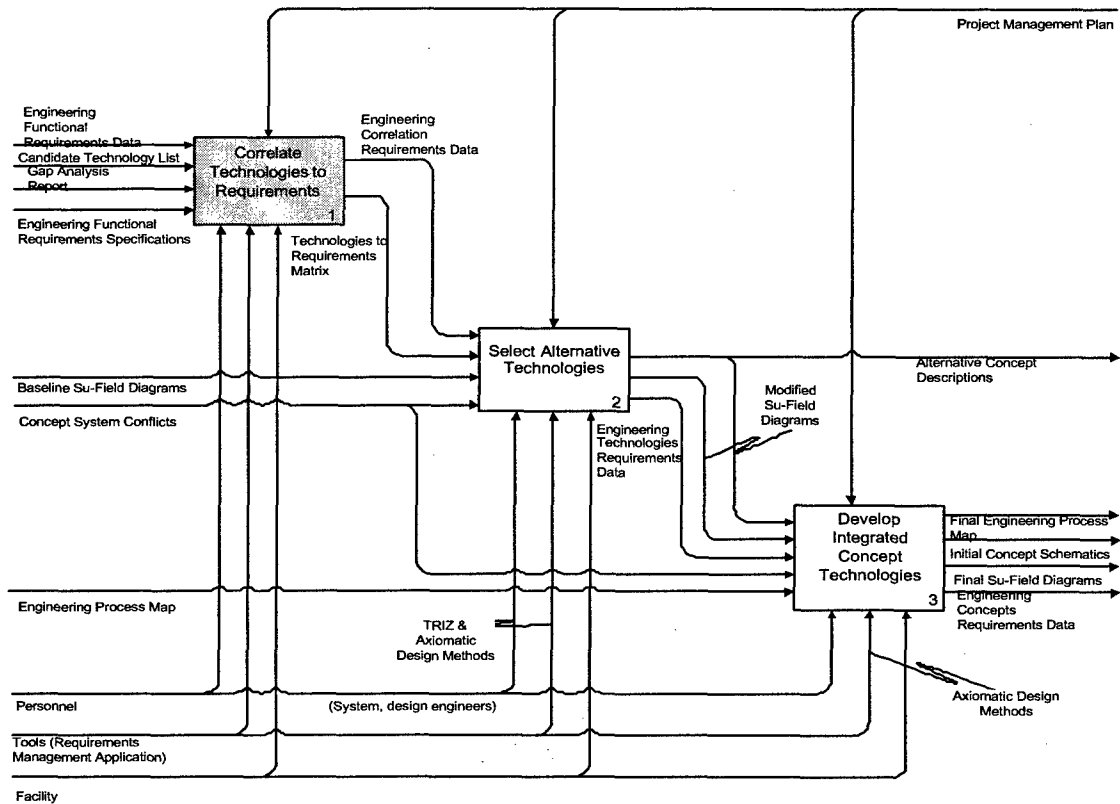 Project Management Plan
Engineering
Functional
Requirements Data
Candidate Technology List
Gap Analysis
Report
Engineering Functional
Requirements Specifications
Correlate
Technologies to
Requirements
1
Engineering
Correlation
Requirements Data
Technologies to
Requirements
Matrix
Baseline Su-Field Diagrams
Concept System Conflicts
Select Alternative
Technologies
2
Alternative Concept
Descriptions
Modified
Su-Field
Diagrams
Engineering
Technologies
Requirements
Data
Develop
Integrated
Concept
Technologies
3
Final Engineering Process
Map
Initial Concept Schematics
Final Su-Field Diagrams
Engineering
Concepts
Requirements Data
Engineering Process Map
TRIZ &
Axiomatic
Design Methods
Axiomatic Design
Methods
Personnel
(System, design engineers)
Tools (Requirements
Management Application)
Facility